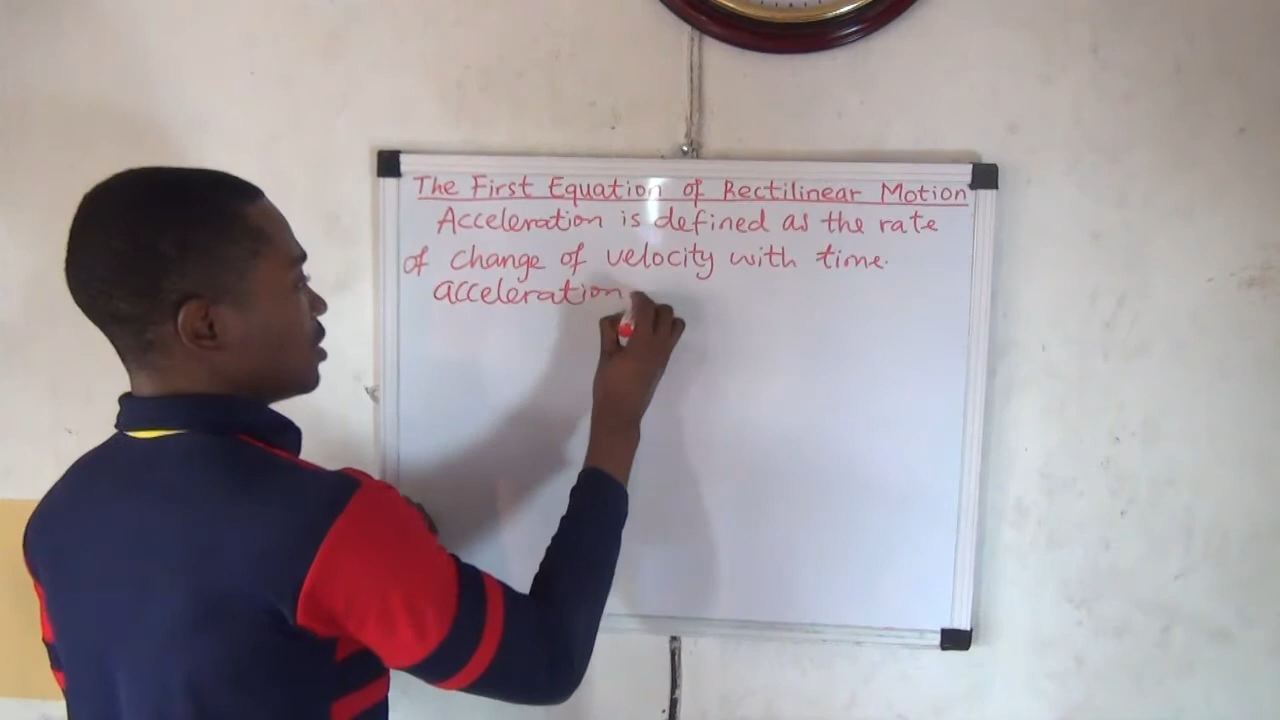 The First Equation of Rectilinear Motion
Acceleration is defined as the rate
of change of velocity with time.
acceleration